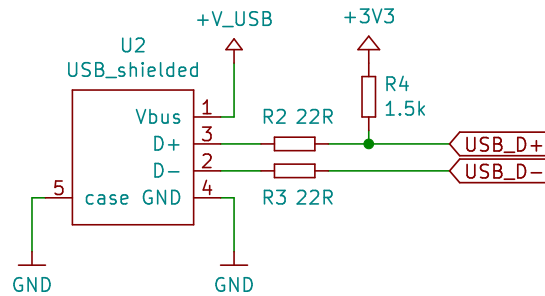 +V_USB
+3V3
U2
USB_shielded
R4
1.5k
Vbus 1
R2 22R
D+ 3
USB_D+
D- 2
USB_D-
5 case GND 4
R3 22R
GND
GND